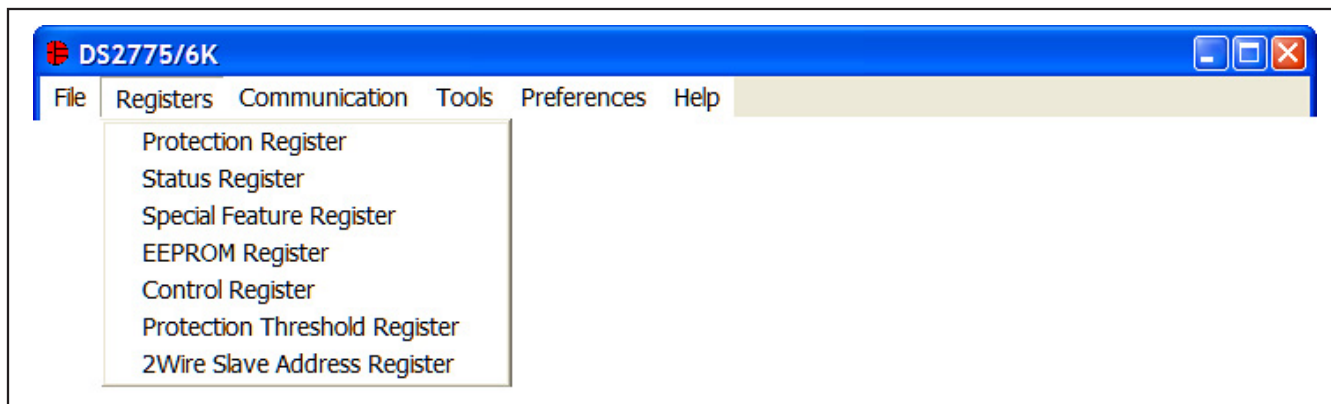 DS2775/6K
File Registers Communication Tools Preferences Help
Protection Register
Status Register
Special Feature Register
EEPROM Register
Control Register
Protection Threshold Register
2Wire Slave Address Register